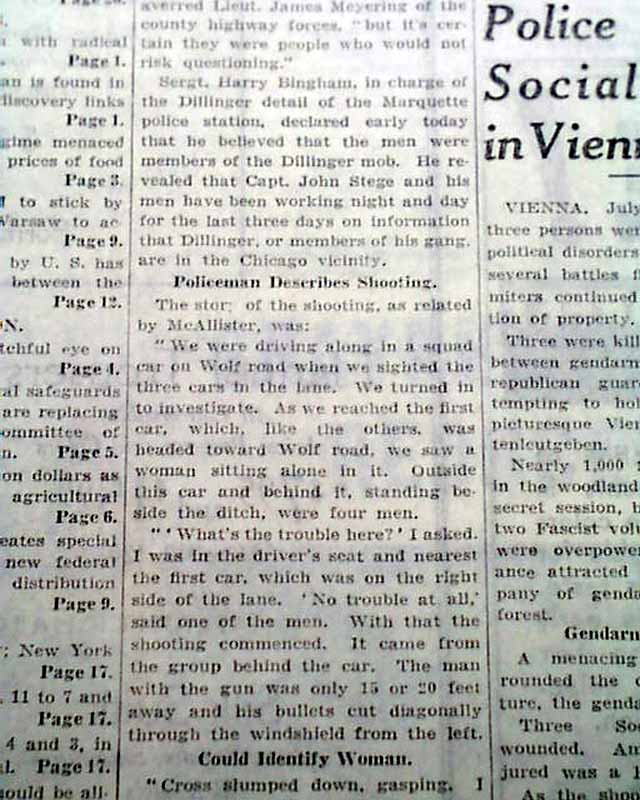 with radical
Page 1.
an is found in
discovery links
Page 1.
gime menaced
prices of food
Page 3.
to stick by
Warsaw to ac-
Page 9.
by U. S. has
between the
Page 12.
N.
tchful eye on
Page 4.
al safeguards
are replacing
ommittee of
n. Page 5.
on dollars as
agricultural
Page 6.
eates special
new federal
distribution
Page 9.
; New York
Page 17.
. 11 to 7 and
Page 17.
4 and 3, in
l. Page 17.
ould be all-
averred Lieut. James Meyering of the
county highway forces, "but it's cer-
tain they were people who would not
risk questioning."
Sergt. Harry Bingham, in charge of
the Dillinger detail of the Marquette
police station, declared early today
that he believed that the men were
members of the Dillinger mob. He re-
vealed that Capt. John Stege and his
men have been working night and day
for the last three days on information
that Dillinger, or members of his gang,
are in the Chicago vicinity.
Policeman Describes Shooting.
The stor; of the shooting, as related
by McAllister, was:
"We were driving along in a squad
car on Wolf road when we sighted the
three cars in the lane. We turned in
to investigate. As we reached the first
car, which, like the others, was
headed toward Wolf road, we saw a
woman sitting alone in it. Outside
this car and behind it, standing be-
side the ditch, were four men.
"'What's the trouble here?' I asked.
I was in the driver's seat and nearest
the first car, which was on the right
side of the lane. 'No trouble at all,'
said one of the men. With that the
shooting commenced. It came from
the group behind the car. The man
with the gun was only 15 or 20 feet
away and his bullets cut diagonally
through the windshield from the left.
Could Identify Woman.
"Cross slumped down, gasping. I
Police
Social
in Vien
VIENNA, July
three persons wer
political disorders
several battles f
miters continued
tion of property.
Three were kill
between gendarm
republican guar
tempting to hol
picturesque Vien
tenleutgeben.
Nearly 1,000
in the woodland
secret session, b
two Fascist volu
were overpower
ance attracted
pany of genda
forest.
Gendarm
A menacing
rounded the c
ture, the genda
Three Soc
wounded. Am
jured was a 1
As the shoo